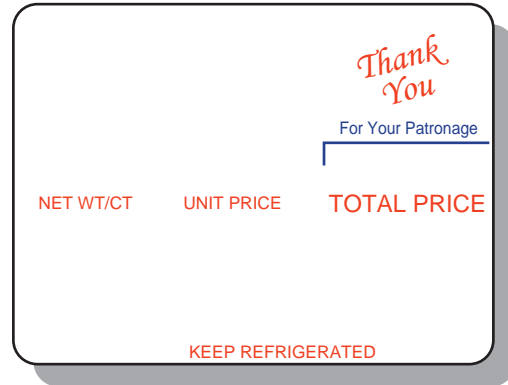 Thank
You
For Your Patronage
NET WT/CT UNIT PRICE TOTAL PRICE
KEEP REFRIGERATED